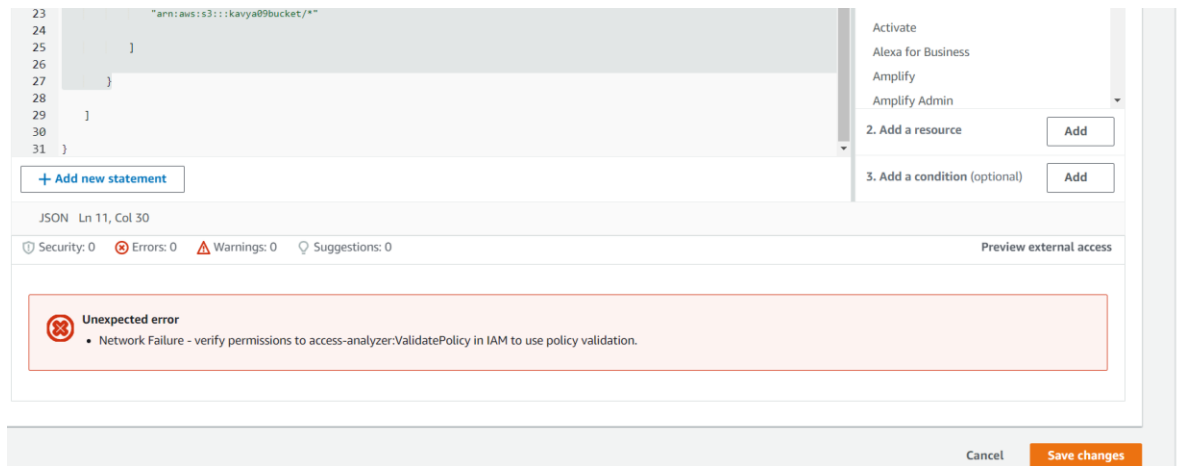 23 "arn:aws:s3:::kavya09bucket/*"
24
25 ]
26
27 }
28
29 ]
30
31 }
Activate
Alexa for Business
Amplify
Amplify Admin
2. Add a resource Add
+ Add new statement
3. Add a condition (optional) Add
JSON Ln 11, Col 30
Security: 0 Errors: 0 Warnings: 0 Suggestions: 0 Preview external access
Unexpected error
• Network Failure - verify permissions to access-analyzer:ValidatePolicy in IAM to use policy validation.
Cancel Save changes